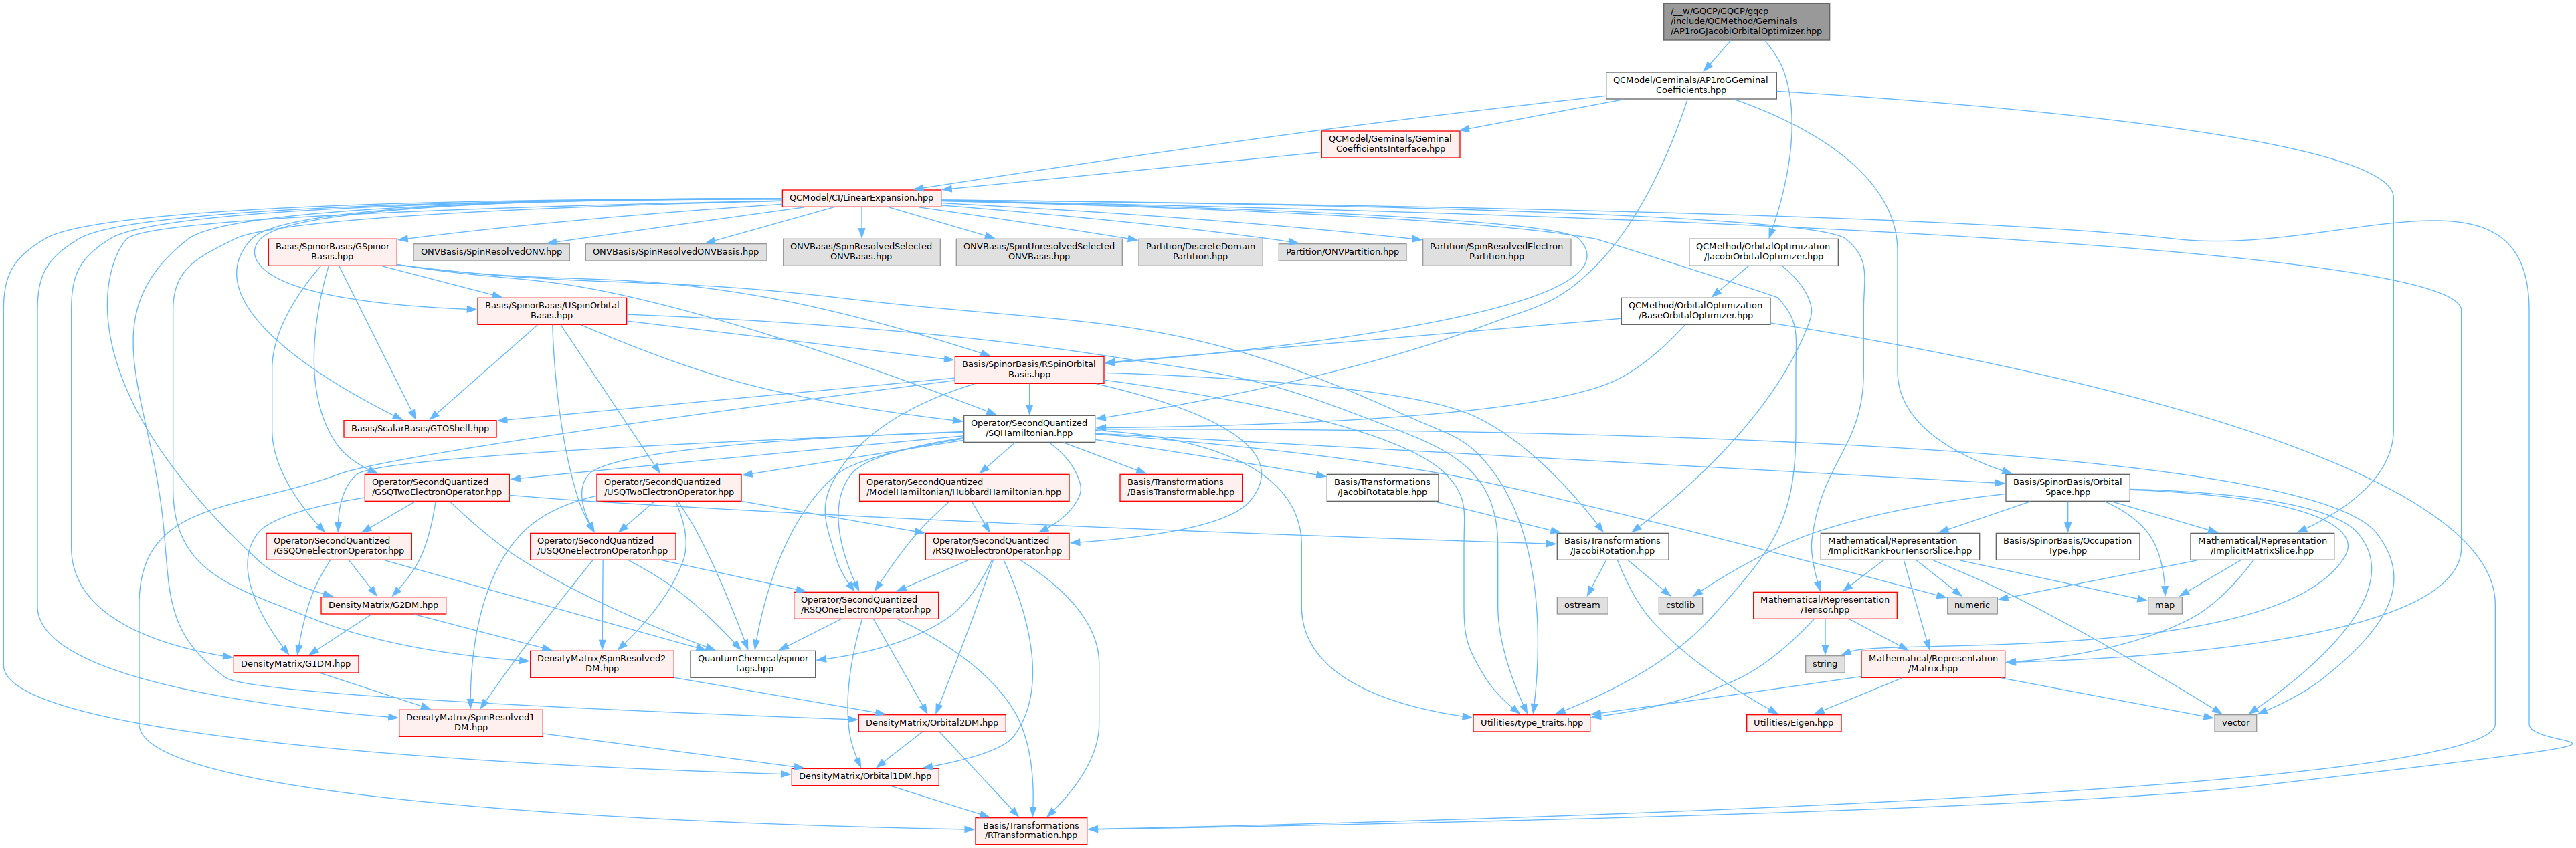 /__w/GQCP/GQCP/gqcp
/include/QCMethod/Geminals
/AP1roGJacobiOrbitalOptimizer.hpp
QCModel/Geminals/AP1roGGeminal
Coefficients.hpp
QCModel/Geminals/Geminal
CoefficientsInterface.hpp
QCModel/CI/LinearExpansion.hpp
Basis/SpinorBasis/GSpinor
Basis.hpp
ONVBasis/SpinResolvedONV.hpp
ONVBasis/SpinResolvedONVBasis.hpp
ONVBasis/SpinResolvedSelected
ONVBasis.hpp
ONVBasis/SpinUnresolvedSelected
ONVBasis.hpp
Partition/DiscreteDomain
Partition.hpp
Partition/ONVPartition.hpp
Partition/SpinResolvedElectron
Partition.hpp
QCMethod/OrbitalOptimization
/JacobiOrbitalOptimizer.hpp
Basis/SpinorBasis/USpinOrbital
Basis.hpp
QCMethod/OrbitalOptimization
/BaseOrbitalOptimizer.hpp
Basis/SpinorBasis/RSpinOrbital
Basis.hpp
Basis/ScalarBasis/GTOShell.hpp
Operator/SecondQuantized
/SQHamiltonian.hpp
Operator/SecondQuantized
/GSQTwoElectronOperator.hpp
Operator/SecondQuantized
/USQTwoElectronOperator.hpp
Operator/SecondQuantized
/ModelHamiltonian/HubbardHamiltonian.hpp
Basis/Transformations
/BasisTransformable.hpp
Basis/Transformations
/JacobiRotatable.hpp
Basis/SpinorBasis/Orbital
Space.hpp
Operator/SecondQuantized
/GSQOneElectronOperator.hpp
Operator/SecondQuantized
/USQOneElectronOperator.hpp
Operator/SecondQuantized
/RSQTwoElectronOperator.hpp
Basis/Transformations
/JacobiRotation.hpp
Mathematical/Representation
/ImplicitRankFourTensorSlice.hpp
Basis/SpinorBasis/Occupation
Type.hpp
Mathematical/Representation
/ImplicitMatrixSlice.hpp
DensityMatrix/G2DM.hpp
Operator/SecondQuantized
/RSQOneElectronOperator.hpp
ostream
cstdlib
Mathematical/Representation
/Tensor.hpp
numeric
map
DensityMatrix/G1DM.hpp
DensityMatrix/SpinResolved2
DM.hpp
QuantumChemical/spinor
_tags.hpp
string
Mathematical/Representation
/Matrix.hpp
DensityMatrix/SpinResolved1
DM.hpp
DensityMatrix/Orbital2DM.hpp
Utilities/type_traits.hpp
Utilities/Eigen.hpp
vector
DensityMatrix/Orbital1DM.hpp
Basis/Transformations
/RTransformation.hpp